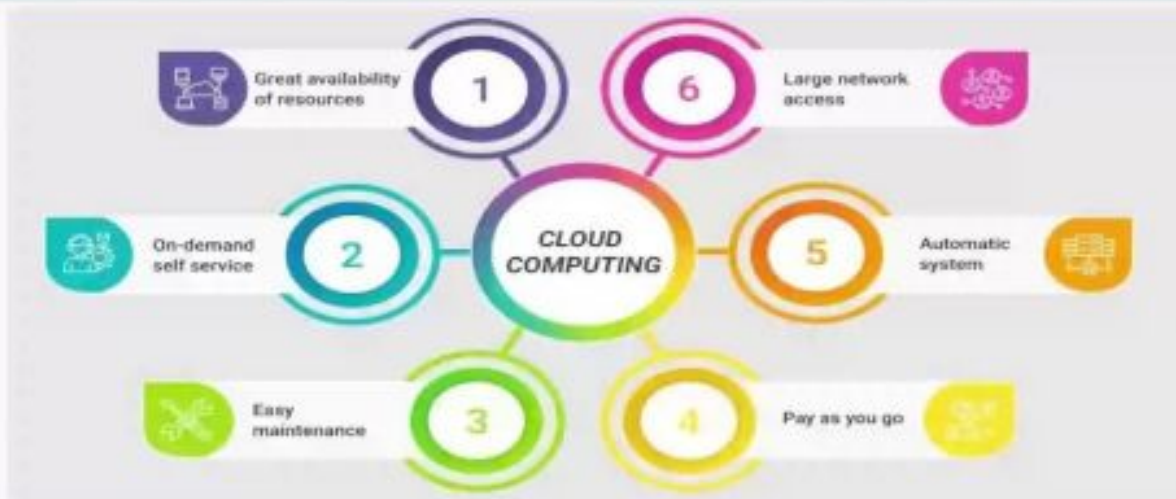 1
Great availability
of resources
2
On-demand
self service
3
Easy
maintenance
CLOUD
COMPUTING
4
Pay as you go
5
Automatic
system
6
Large network
access